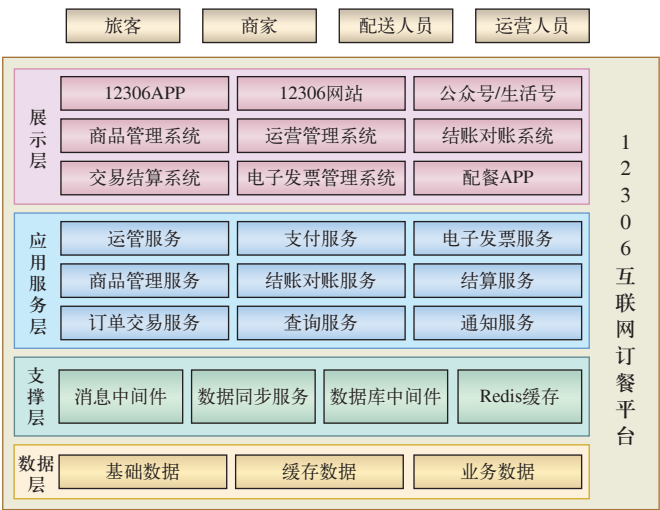 旅客 商家 配送人员 运营人员
展示层
12306APP 12306网站 公众号/生活号
商品管理系统 运营管理系统 结账对账系统
交易结算系统 电子发票管理系统 配餐APP
应用服务层
运管服务 支付服务 电子发票服务
商品管理服务 结账对账服务 结算服务
订单交易服务 查询服务 通知服务
支撑层
消息中间件 数据同步服务 数据库中间件 Redis缓存
数据层
基础数据 缓存数据 业务数据
12306互联网订餐平台